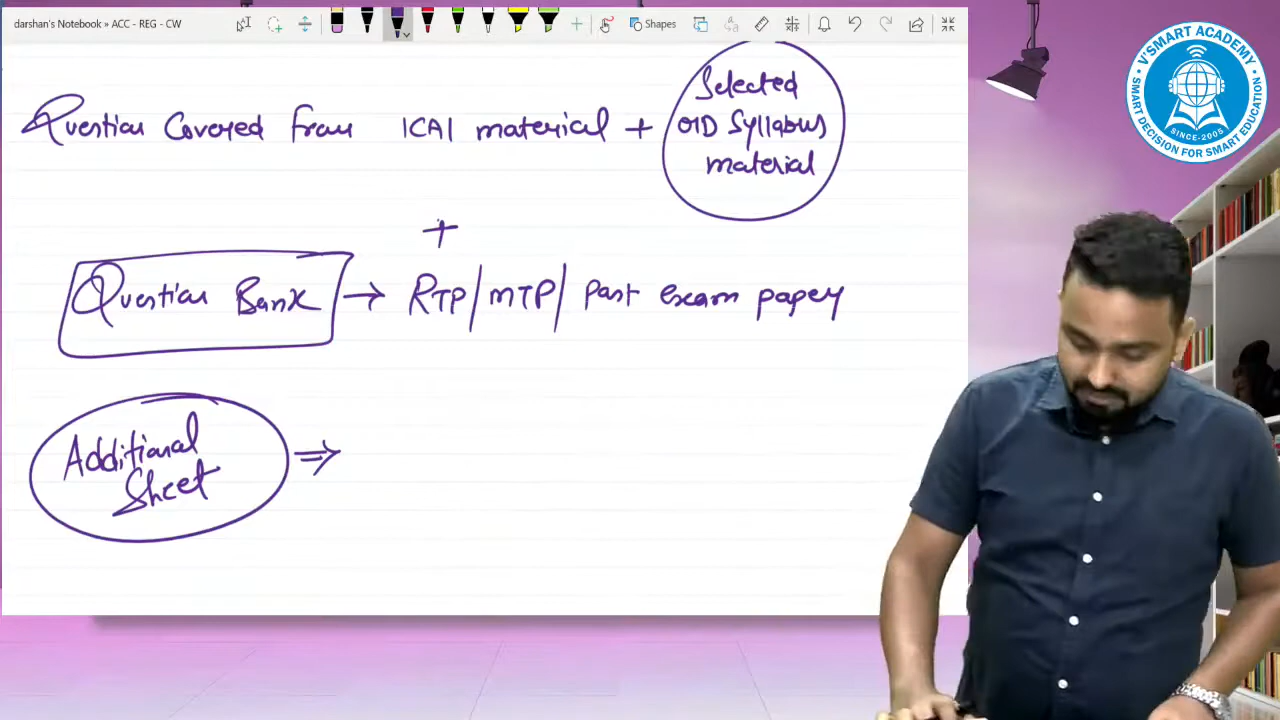 darshan's Notebook » ACC - REG - CW
Shapes
Question Covered from ICAI material + Selected
Old Syllabus
material
+
Question Bank → RTP/MTP/ Past exam paper
Additional
Sheet ⇒
V'SMART ACADEMY
SINCE-2005
SMART DECISION FOR SMART EDUCATION